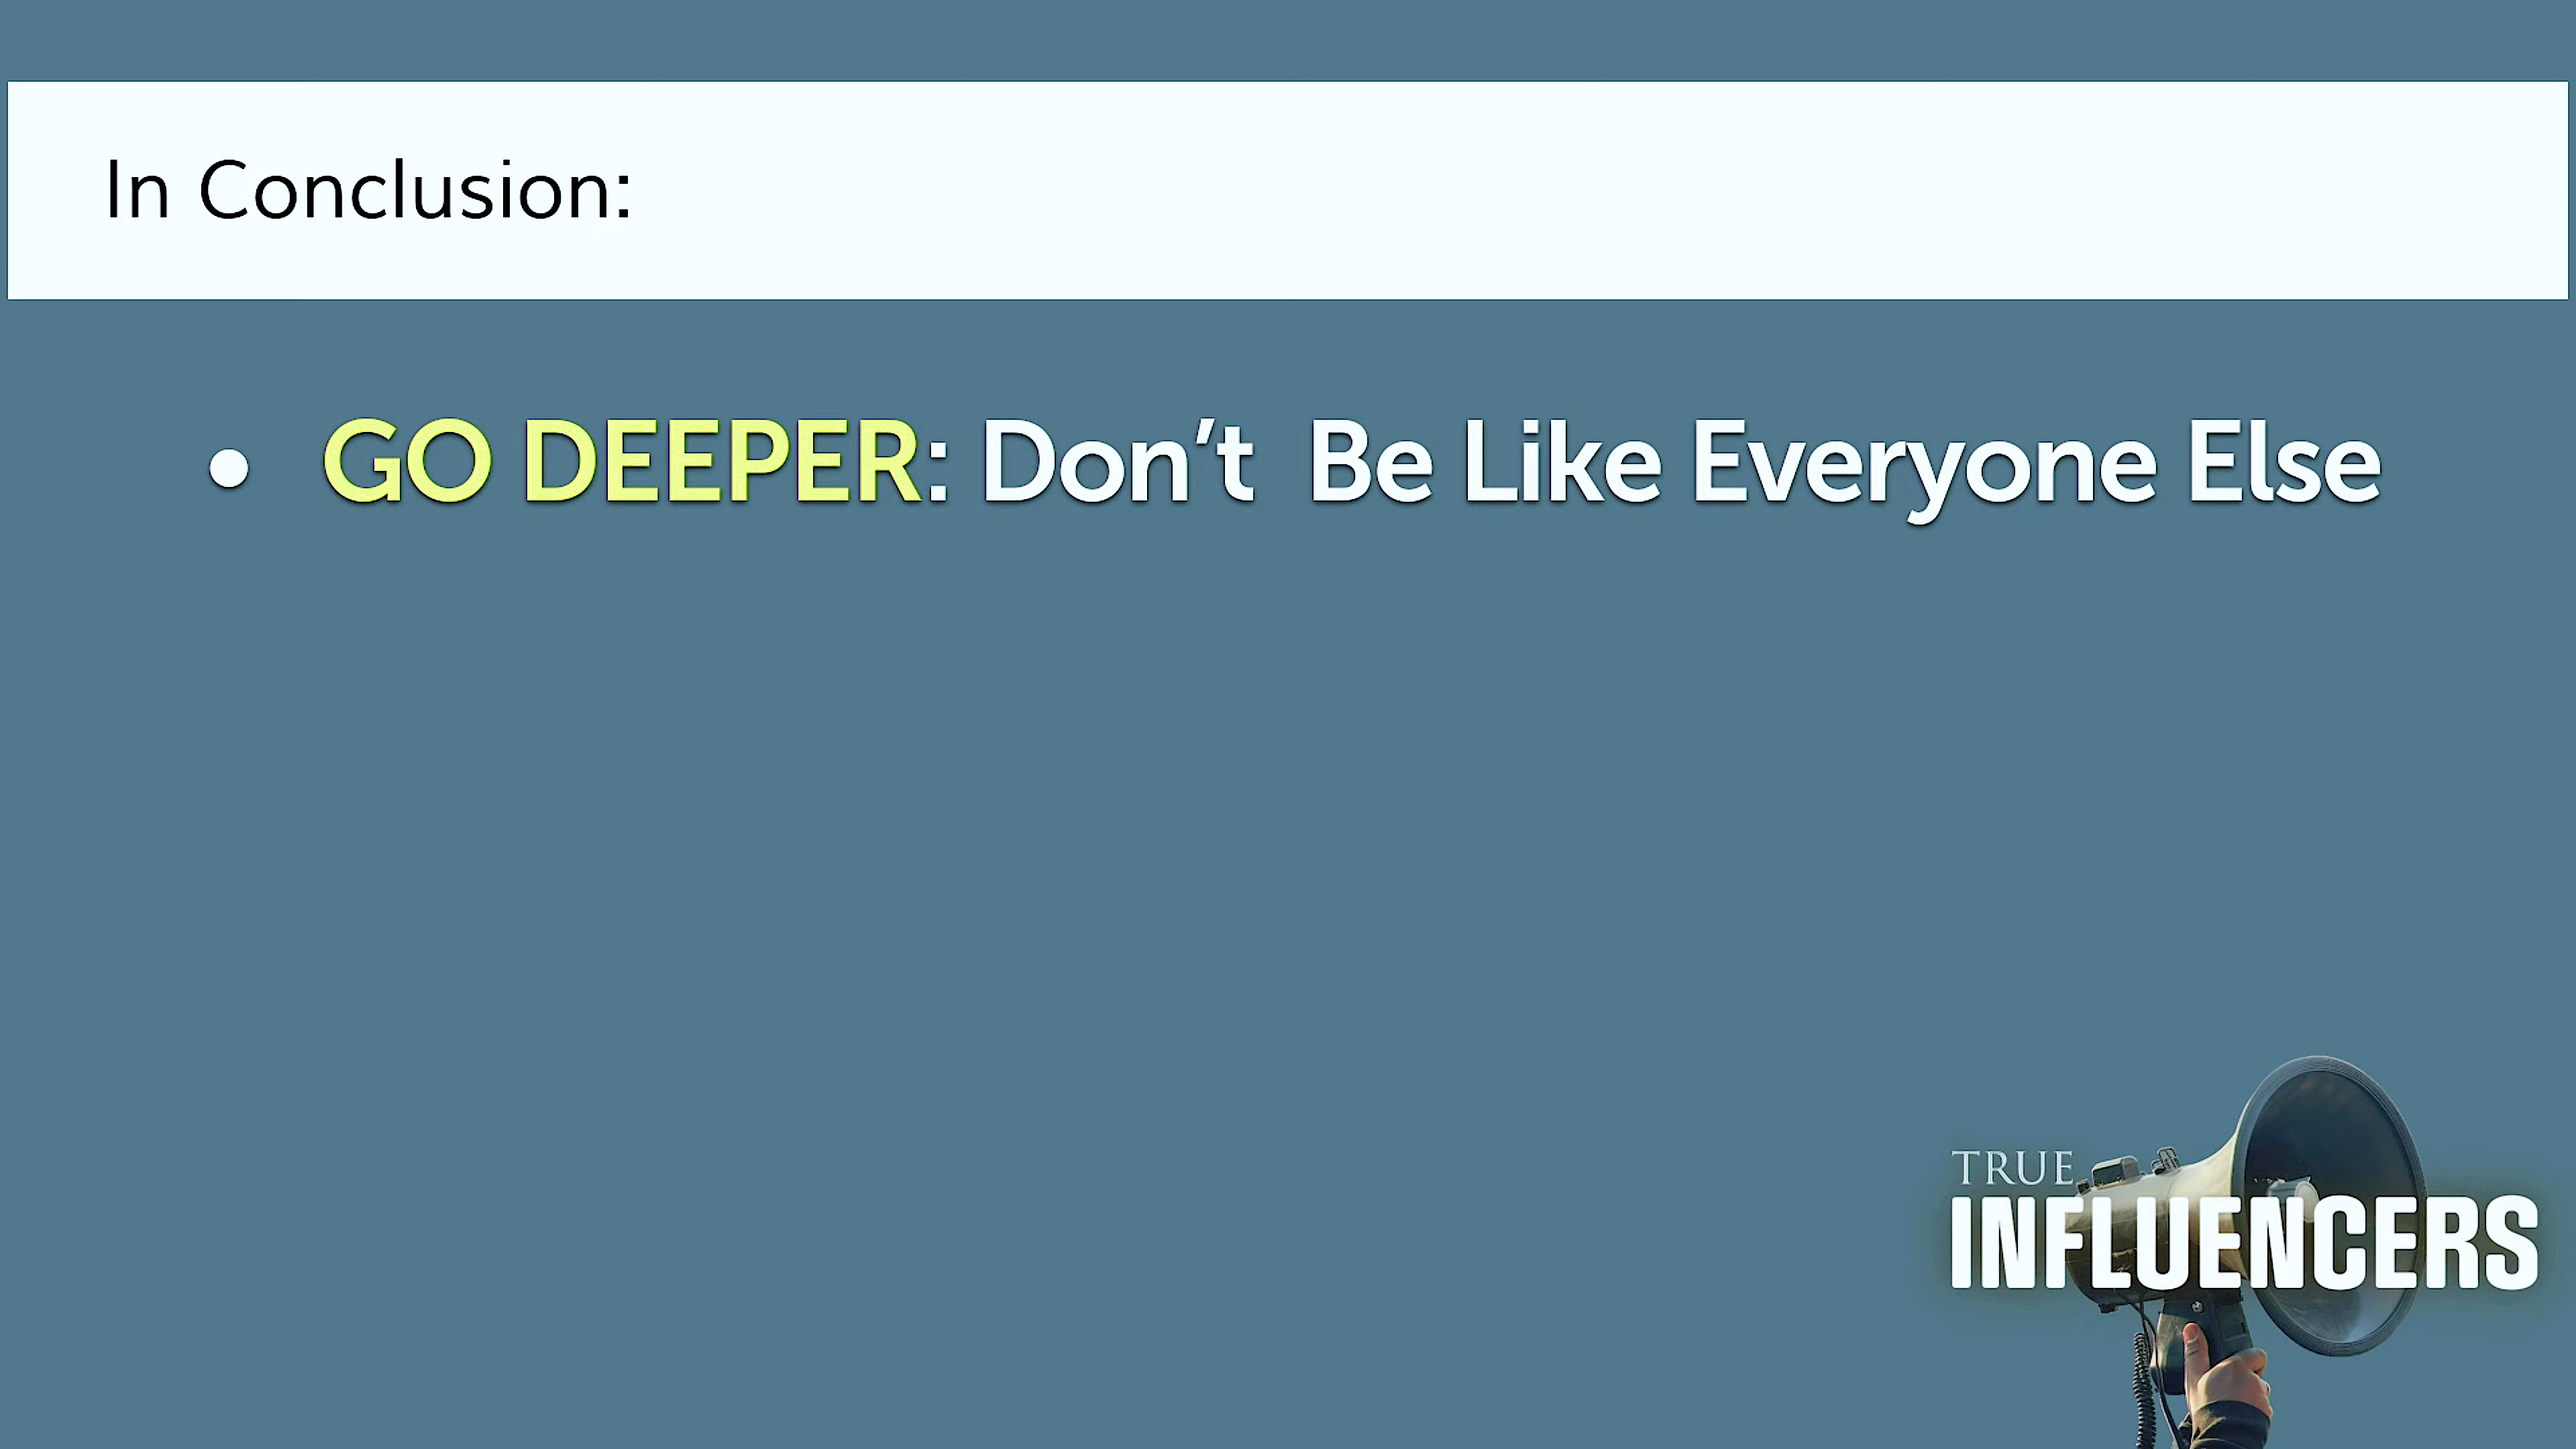 In Conclusion:
• GO DEEPER: Don’t  Be Like Everyone Else
TRUE
INFLUENCERS